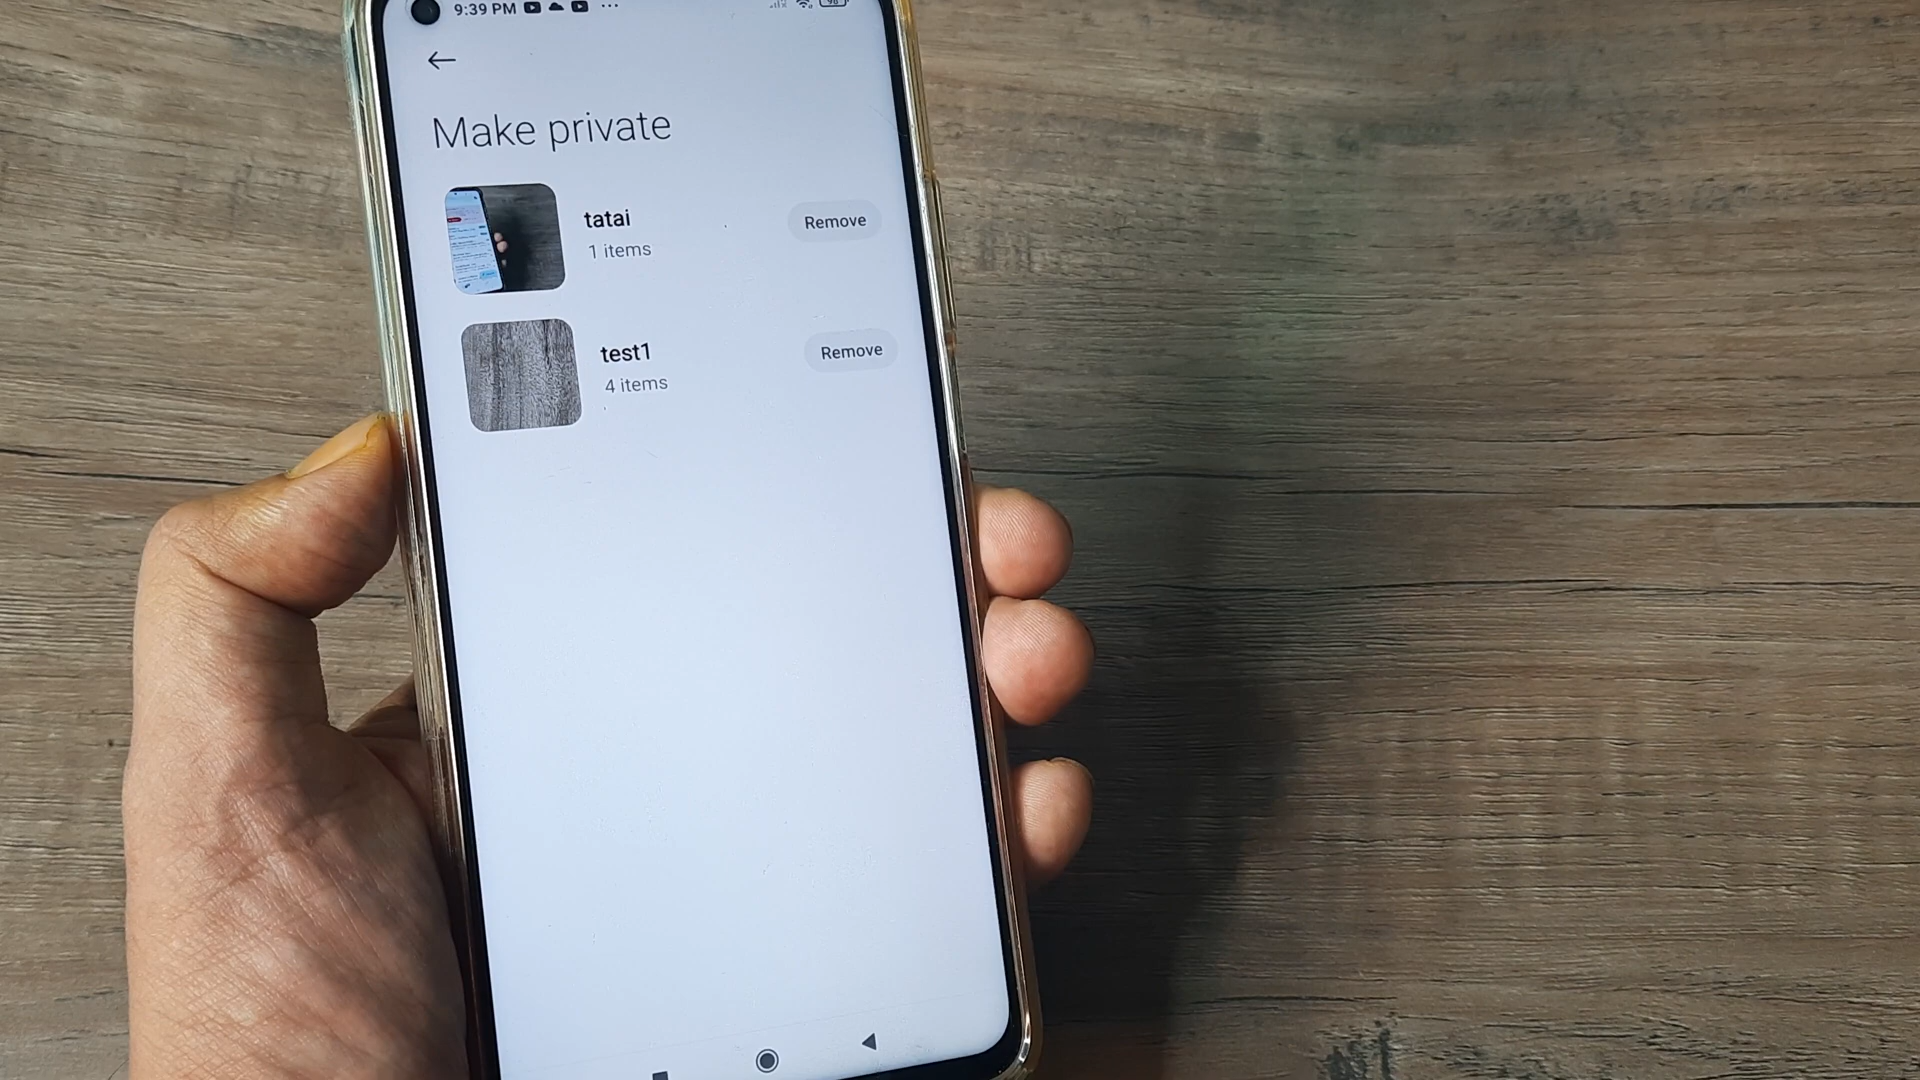 9:39 PM
Make private
tatai
1 items
Remove
test1
4 items
Remove